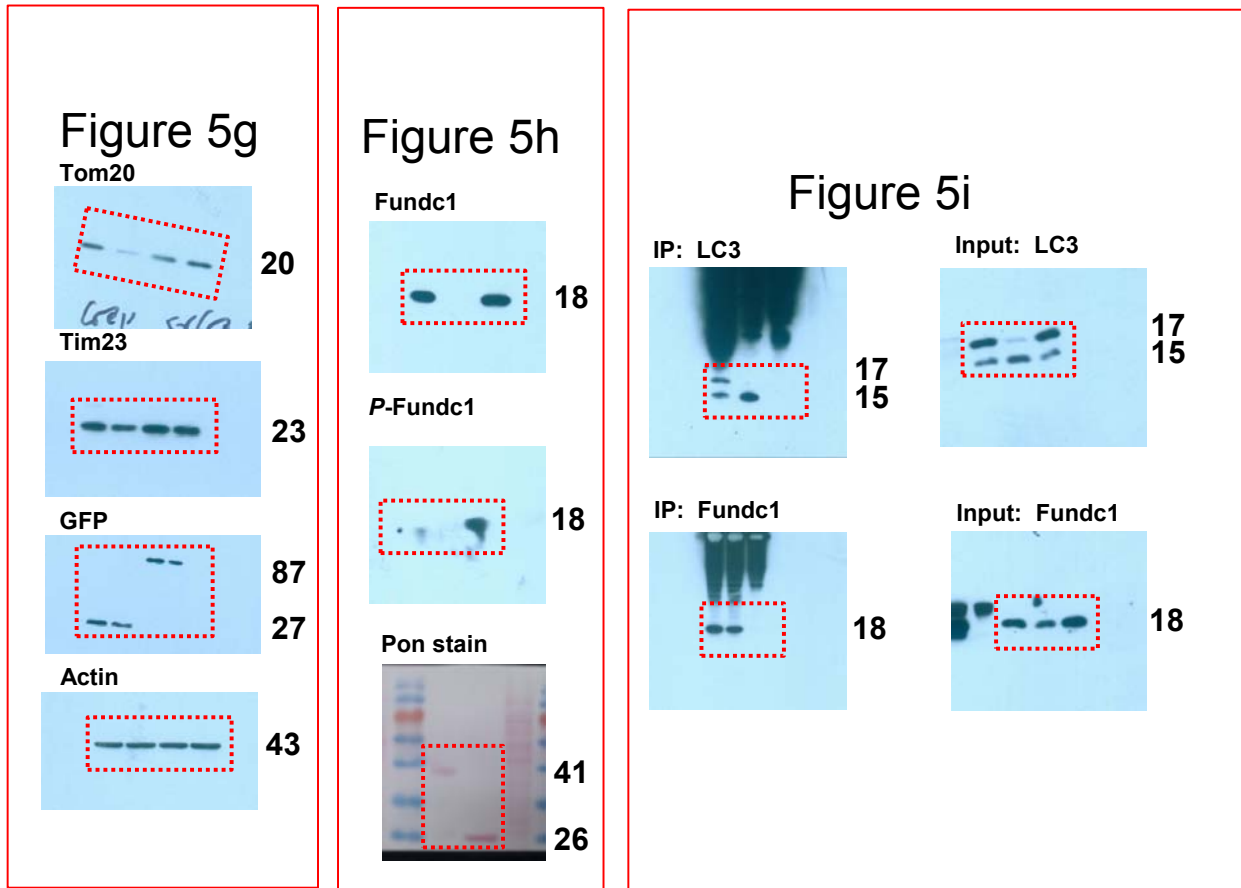 Figure 5g
Tom20
20
Tim23
23
GFP
87
27
Actin
43
Figure 5h
Fundc1
18
P-Fundc1
18
Pon stain
41
26
Figure 5i
IP: LC3
17
15
Input: LC3
17
15
IP: Fundc1
18
Input: Fundc1
18